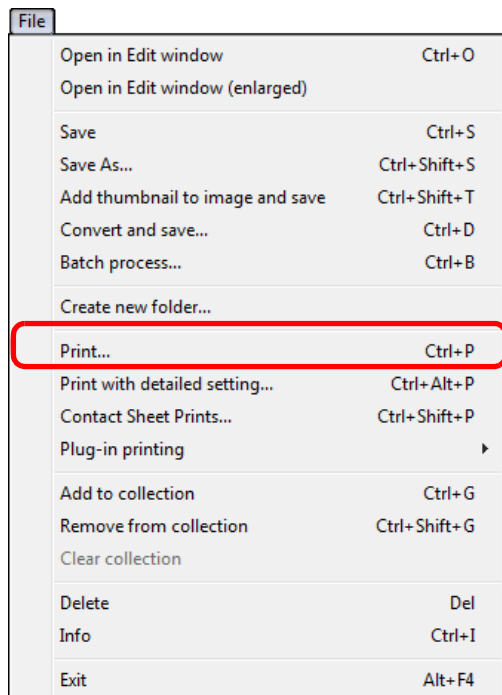 File
Open in Edit window Ctrl+O
Open in Edit window (enlarged)
Save Ctrl+S
Save As... Ctrl+Shift+S
Add thumbnail to image and save Ctrl+Shift+T
Convert and save... Ctrl+D
Batch process... Ctrl+B
Create new folder...
Print... Ctrl+P
Print with detailed setting... Ctrl+Alt+P
Contact Sheet Prints... Ctrl+Shift+P
Plug-in printing
Add to collection Ctrl+G
Remove from collection Ctrl+Shift+G
Clear collection
Delete Del
Info Ctrl+I
Exit Alt+F4